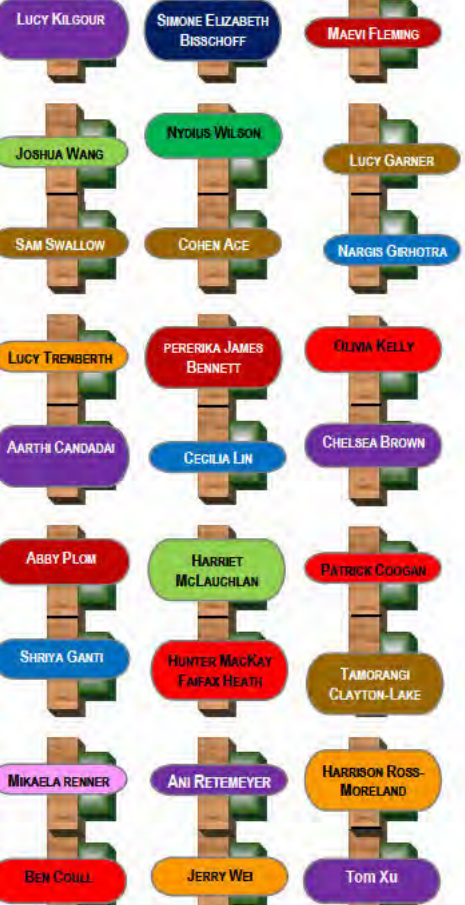 LUCY KILGOUR
SIMONE ELIZABETH
BISSCHOFF
MAEVI FLEMING
JOSHUA WANG
NYDIUS WILSON
LUCY GARNER
SAM SWALLOW
COHEN ACE
NARGIS GIRHOTRA
LUCY TRENBERTH
PERERIKA JAMES
BENNETT
OLIVIA KELLY
AARTHI CANDADAI
CECILIA LIN
CHELSEA BROWN
ABBY PLOM
HARRIET
MCLAUCHLAN
PATRICK COOGAN
SHRIYA GANTI
HUNTER MACKAY
FAIFAX HEATH
TAMORANGI
CLAYTON-LAKE
MIKAELA RENNER
ANI RETEMEYER
HARRISON ROSS-
MORELAND
BEN COULL
JERRY WEI
Tom Xu